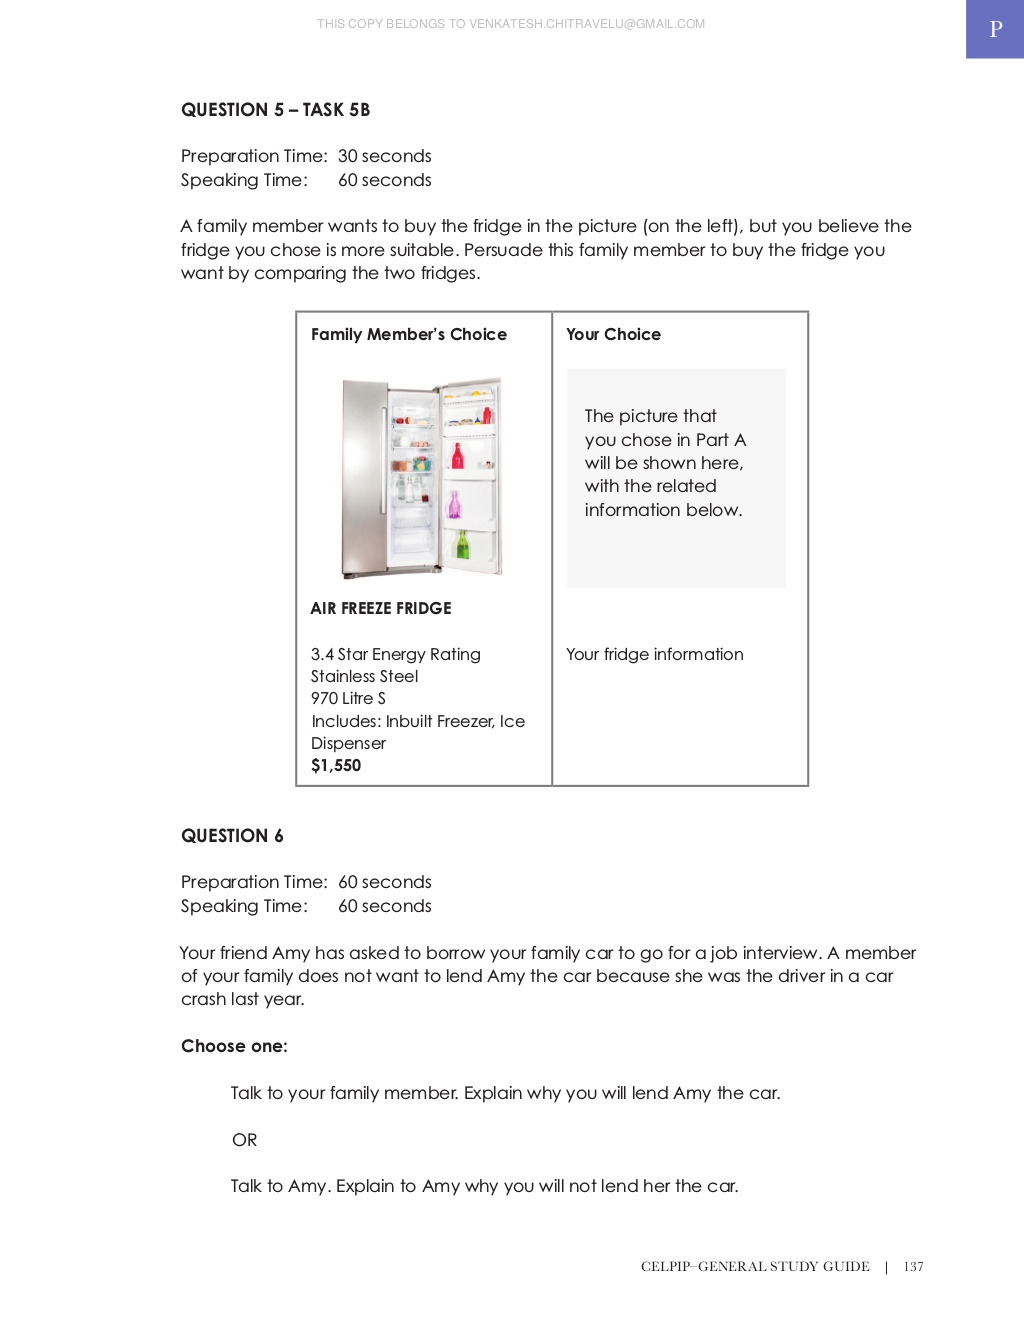 THIS COPY BELONGS TO VENKATESH.CHITRAVELU@GMAIL.COM
P
QUESTION 5 – TASK 5B
Preparation Time: 30 seconds
Speaking Time: 60 seconds
A family member wants to buy the fridge in the picture (on the left), but you believe the
fridge you chose is more suitable. Persuade this family member to buy the fridge you
want by comparing the two fridges.
Family Member’s Choice
AIR FREEZE FRIDGE
3.4 Star Energy Rating
Stainless Steel
970 Litre S
Includes: Inbuilt Freezer, Ice
Dispenser
$1,550
Your Choice
The picture that
you chose in Part A
will be shown here,
with the related
information below.
Your fridge information
QUESTION 6
Preparation Time: 60 seconds
Speaking Time: 60 seconds
Your friend Amy has asked to borrow your family car to go for a job interview. A member
of your family does not want to lend Amy the car because she was the driver in a car
crash last year.
Choose one:
Talk to your family member. Explain why you will lend Amy the car.
OR
Talk to Amy. Explain to Amy why you will not lend her the car.
CELPIP–GENERAL STUDY GUIDE | 137